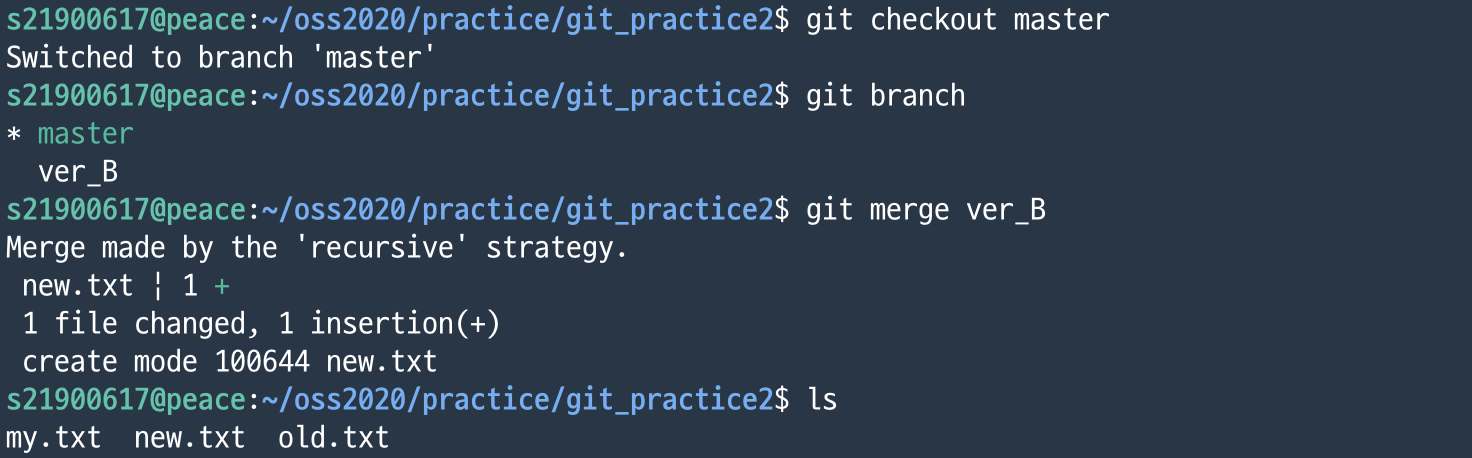 s21900617@peace:~/oss2020/practice/git_practice2$ git checkout master
Switched to branch 'master'
s21900617@peace:~/oss2020/practice/git_practice2$ git branch
* master
  ver_B
s21900617@peace:~/oss2020/practice/git_practice2$ git merge ver_B
Merge made by the 'recursive' strategy.
 new.txt | 1 +
 1 file changed, 1 insertion(+)
 create mode 100644 new.txt
s21900617@peace:~/oss2020/practice/git_practice2$ ls
my.txt  new.txt  old.txt